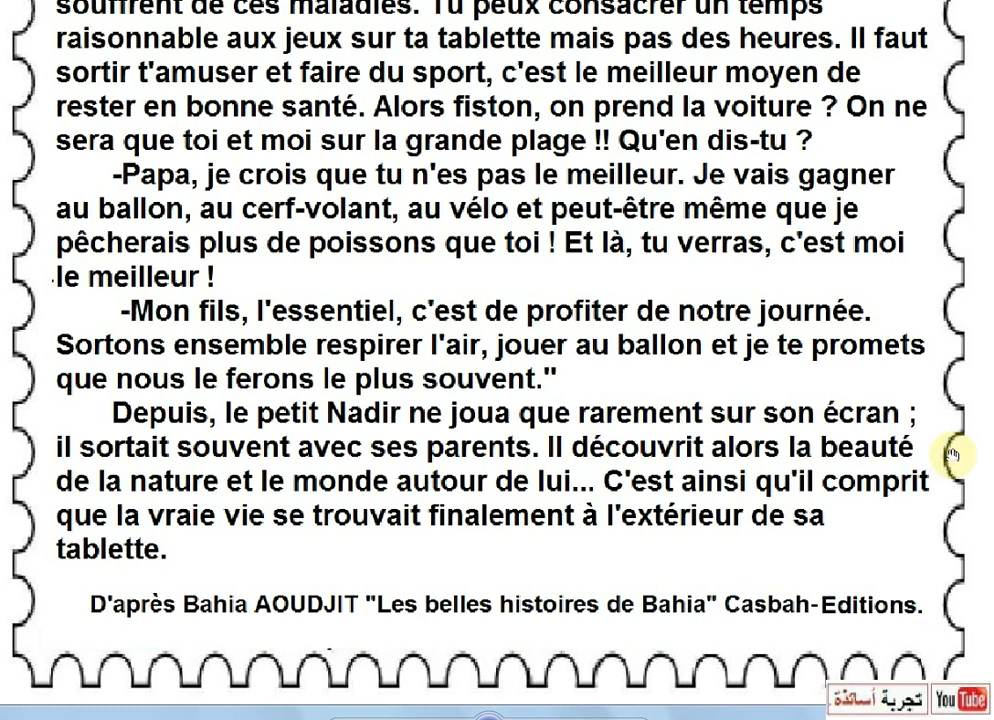 souffrent de ces maladies. Tu peux consacrer un temps
raisonnable aux jeux sur ta tablette mais pas des heures. Il faut
sortir t'amuser et faire du sport, c'est le meilleur moyen de
rester en bonne santé. Alors fiston, on prend la voiture ? On ne
sera que toi et moi sur la grande plage !! Qu'en dis-tu ?
-Papa, je crois que tu n'es pas le meilleur. Je vais gagner
au ballon, au cerf-volant, au vélo et peut-être même que je
pêcherais plus de poissons que toi ! Et là, tu verras, c'est moi
le meilleur !
-Mon fils, l'essentiel, c'est de profiter de notre journée.
Sortons ensemble respirer l'air, jouer au ballon et je te promets
que nous le ferons le plus souvent."
Depuis, le petit Nadir ne joua que rarement sur son écran ;
il sortait souvent avec ses parents. Il découvrit alors la beauté
de la nature et le monde autour de lui... C'est ainsi qu'il comprit
que la vraie vie se trouvait finalement à l'extérieur de sa
tablette.
D'après Bahia AOUDJIT "Les belles histoires de Bahia" Casbah-Editions.
تجربة أساتذة. YouTube